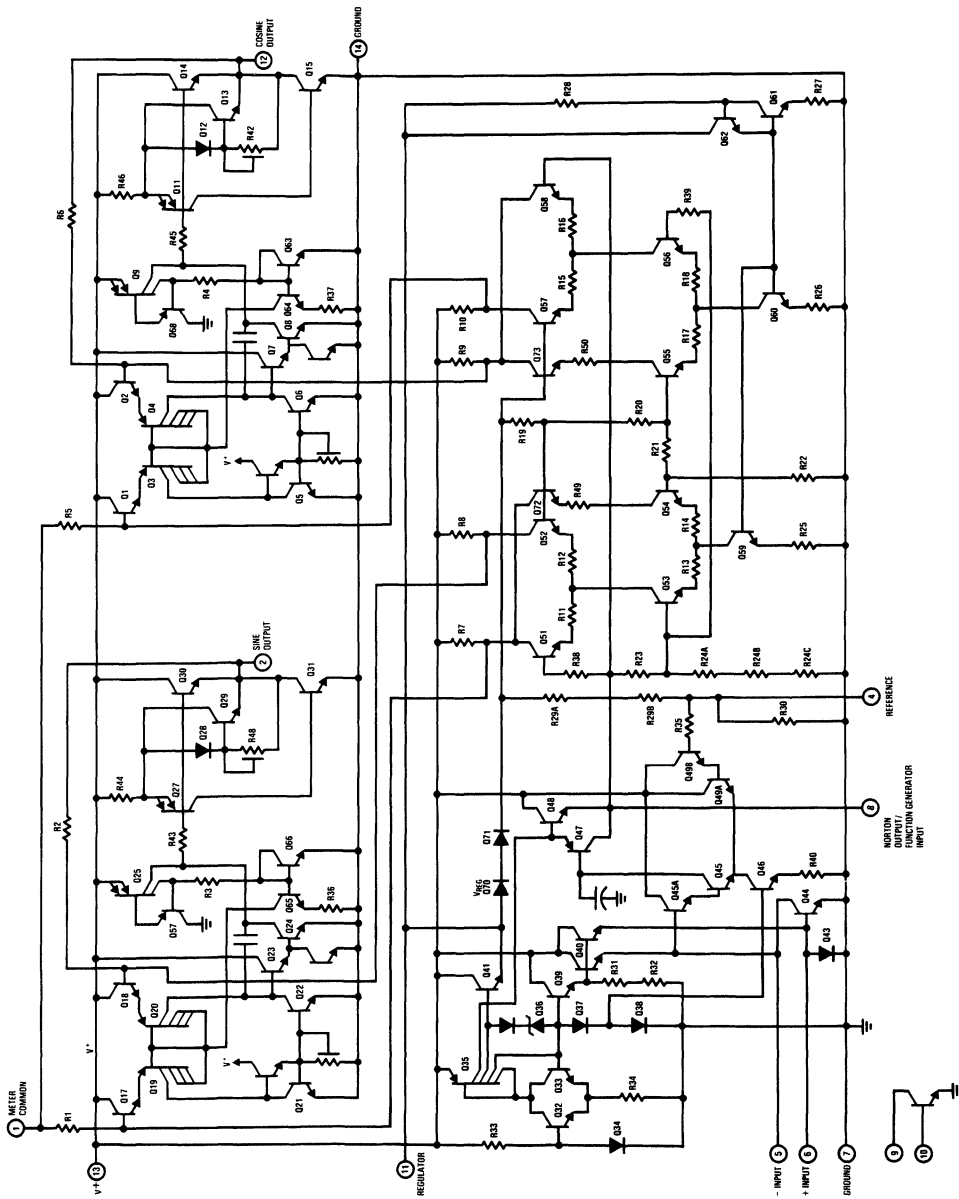 1
METER
COMMON
R1
R2
R5
R6
V+ 13
V+
Q17
Q18
Q19
Q20
Q25
Q57
R3
R43
R44
Q27
Q28
Q29
Q30
R48
2
SINE
OUTPUT
Q31
Q21
Q22
V+
Q23
Q24
Q65
Q66
R36
Q1
Q2
Q3
Q4
Q9
Q68
R4
R45
R46
Q11
Q12
Q13
Q14
R42
12
COSINE
OUTPUT
Q15
Q5
Q6
V+
Q7
Q8
Q64
Q63
R37
14 GROUND
11
REGULATOR
R33
Q35
Q41
Q32
Q33
Q34
R34
Q36
Q37
Q38
Q39
Q40
R31
R32
VREG
Q70
Q71
Q48
Q47
Q45A
Q45
Q46
R40
Q44
Q43
Q49B
Q49A
R35
R29A
R29B
R30
R7
R8
R9
R10
Q51
Q52
Q72
R11
R12
R49
R19
Q73
Q57
Q58
R15
R16
R50
R38
R23
R24A
R24B
R24C
Q53
Q54
R13
R14
R21
R20
Q55
Q56
R17
R18
R39
R22
Q59
R25
Q60
R26
Q62
Q61
R27
R28
- INPUT 5
+ INPUT 6
GROUND 7
8
NORTON
OUTPUT/
FUNCTION GENERATOR
INPUT
4
REFERENCE
9
10